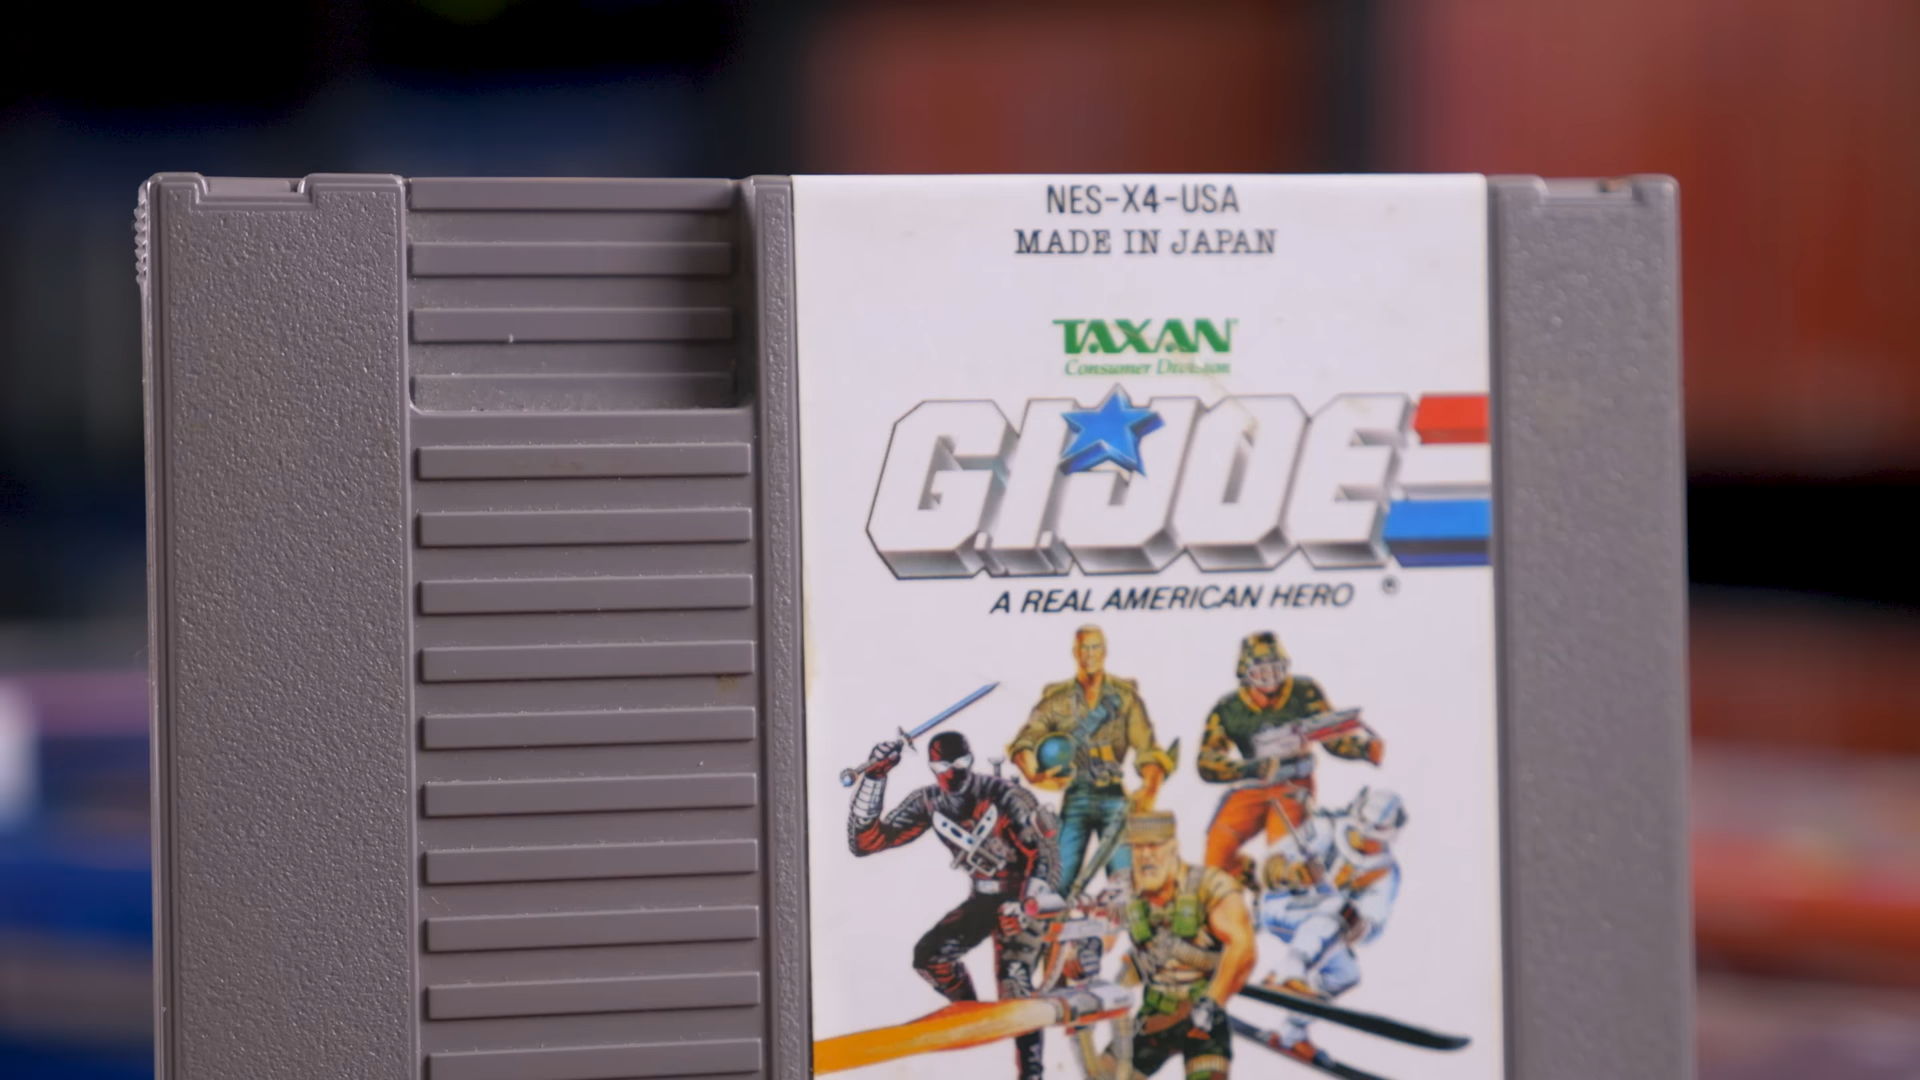 NES-X4-USA
MADE IN JAPAN
TAXAN
Consumer Division
G.I.JOE
A REAL AMERICAN HERO ®